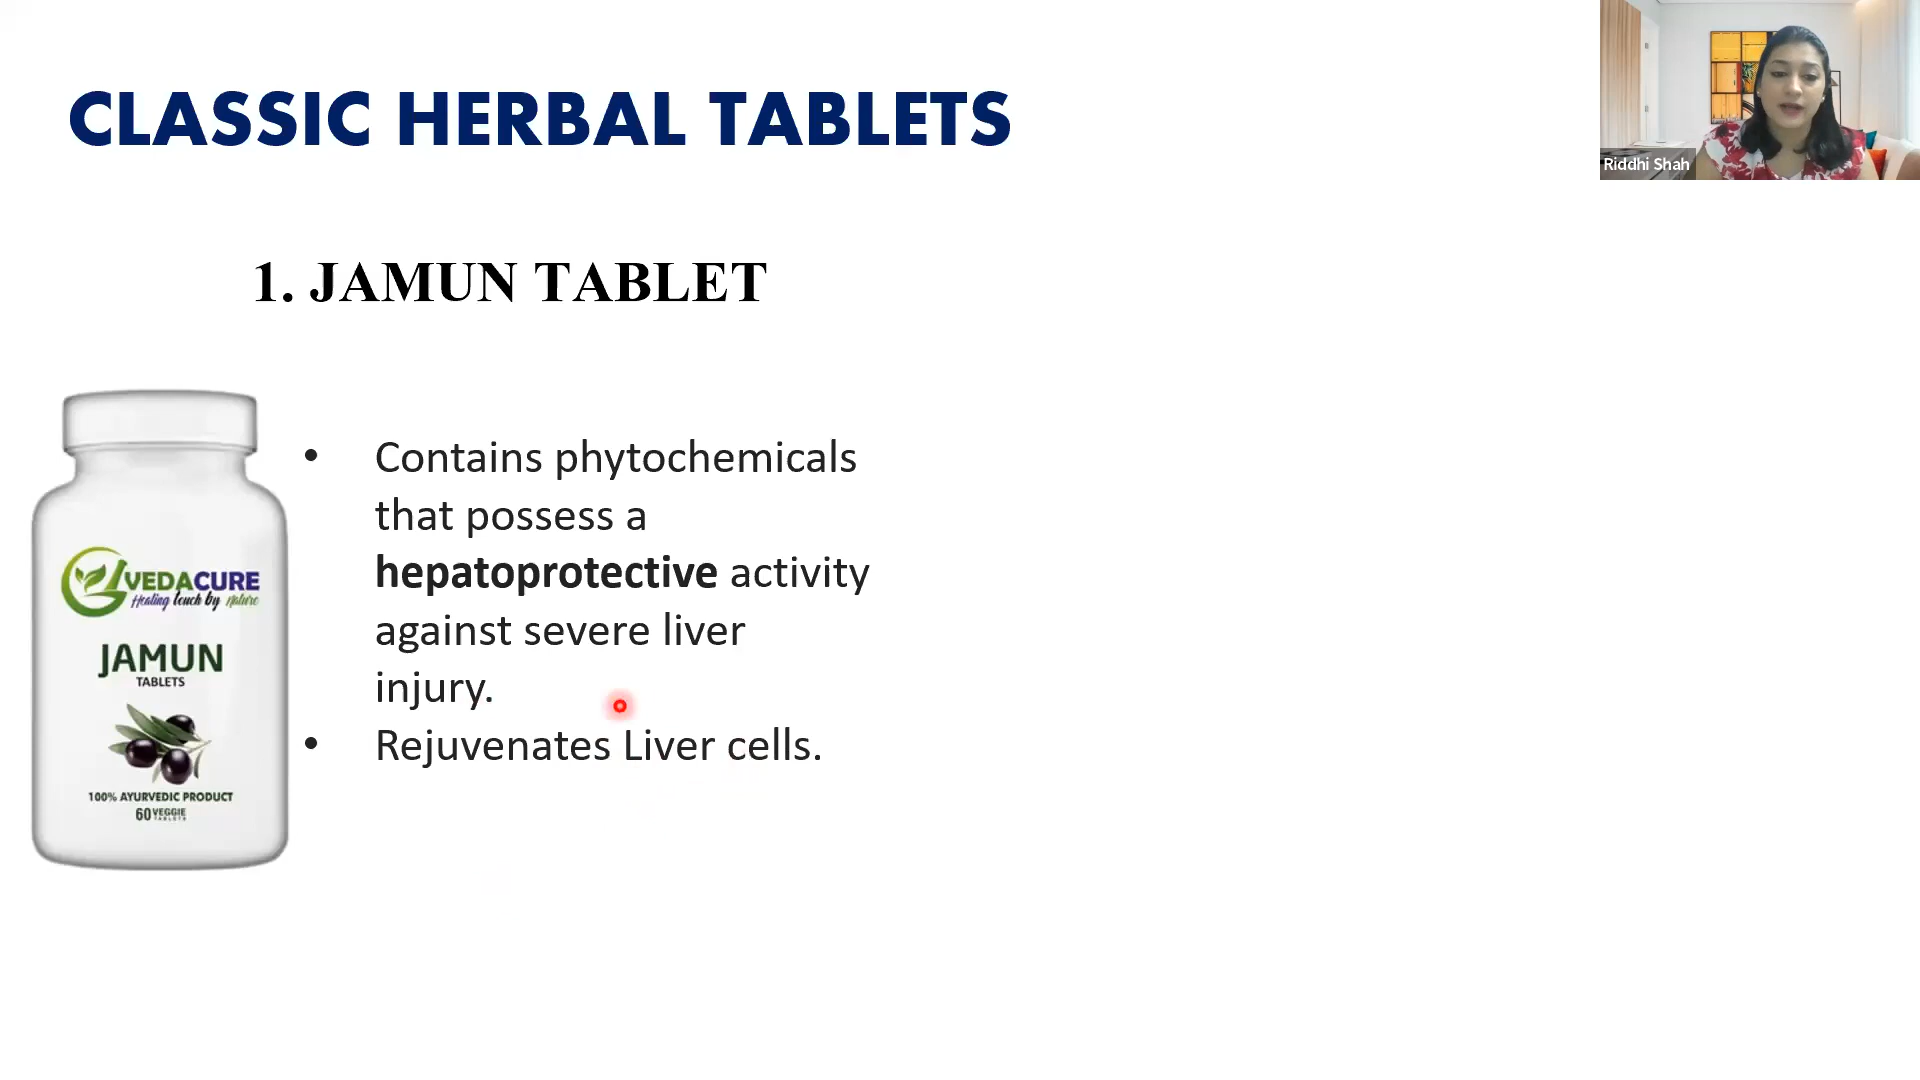 CLASSIC HERBAL TABLETS
Riddhi Shah
1. JAMUN TABLET
• Contains phytochemicals
that possess a
hepatoprotective activity
against severe liver
injury.
• Rejuvenates Liver cells.
VEDACURE
Healing touch by Nature
JAMUN
TABLETS
100% AYURVEDIC PRODUCT
60 VEGGIE
TABLETS